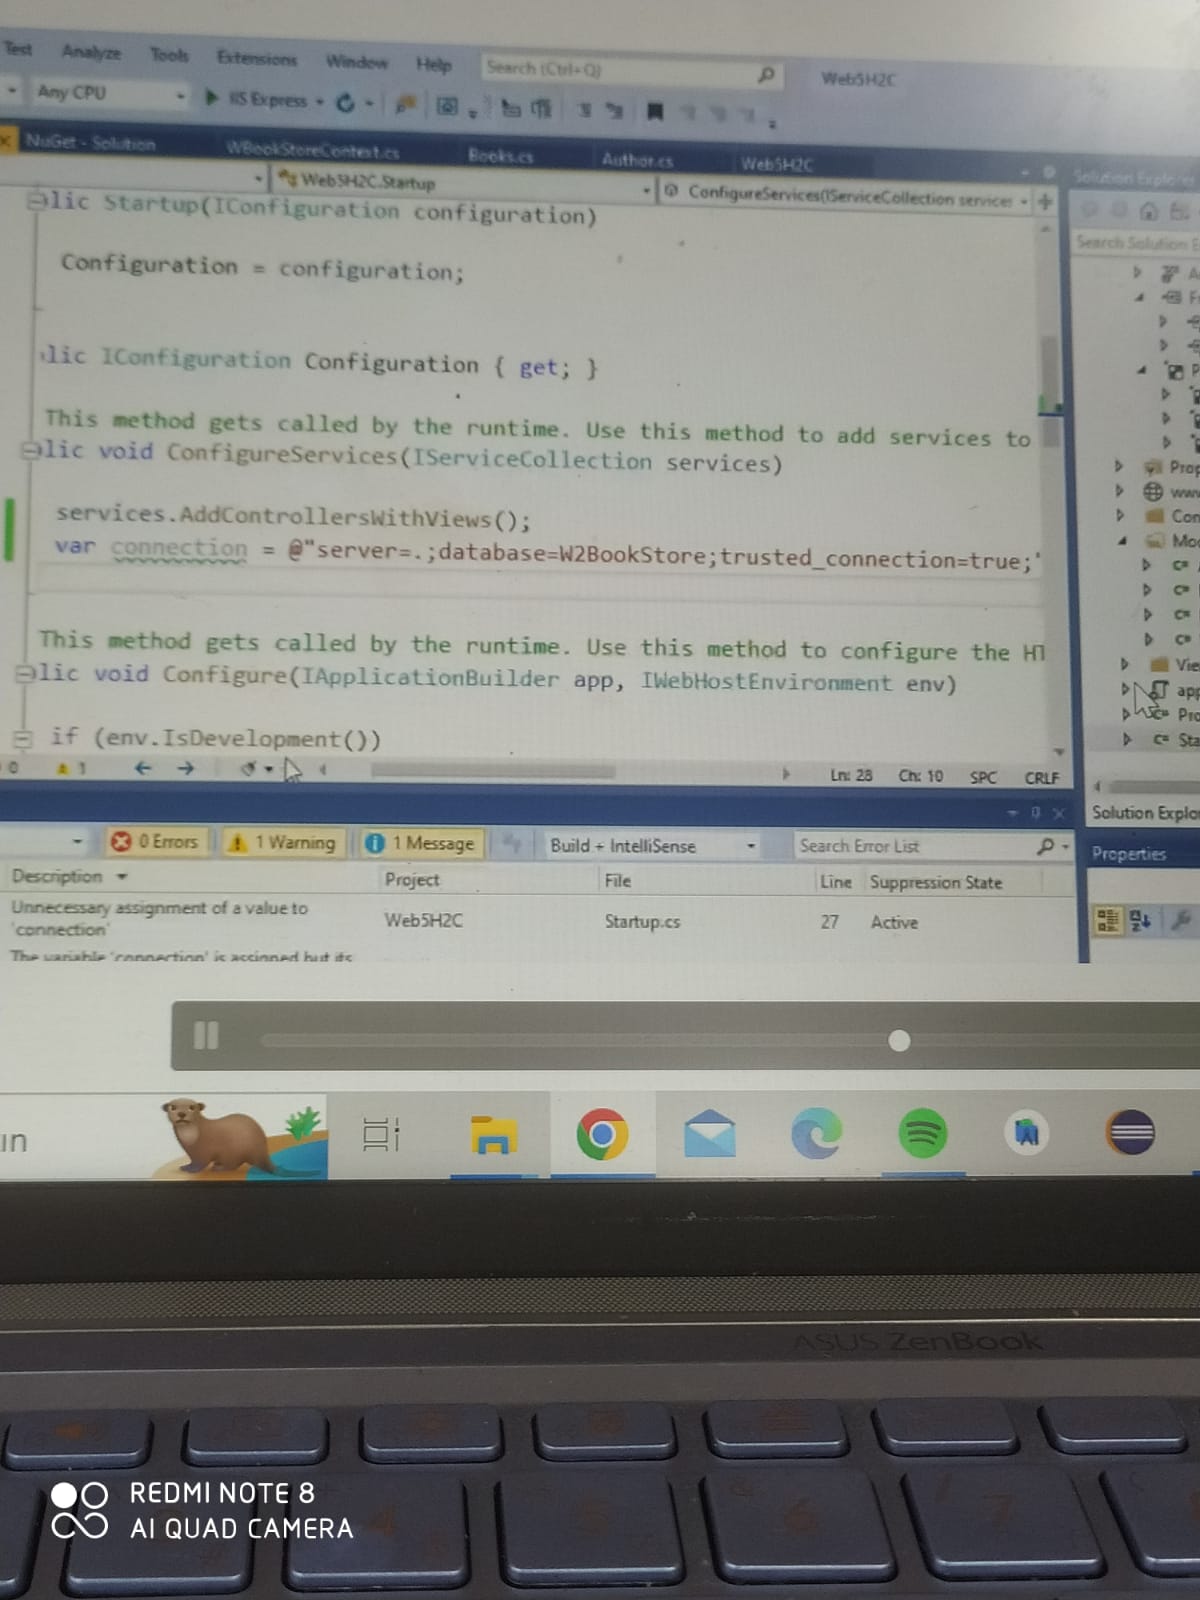 Test Analyze Tools Extensions Window Help Search (Ctrl+Q) Web5H2C
Any CPU IIS Express
NuGet - Solution WBookStoreContext.cs Books.cs Author.cs Web5H2C
Solution Explorer
Web5H2C.Startup ConfigureServices(IServiceCollection services
lic Startup(IConfiguration configuration)
Search Solution E
Configuration = configuration;
lic IConfiguration Configuration { get; }
This method gets called by the runtime. Use this method to add services to
lic void ConfigureServices(IServiceCollection services)
Prop
www
services.AddControllersWithViews();
Con
var connection = @"server=.;database=W2BookStore;trusted_connection=true;"
Mod
This method gets called by the runtime. Use this method to configure the HT
Vie
lic void Configure(IApplicationBuilder app, IWebHostEnvironment env)
app
Pro
if (env.IsDevelopment())
Sta
0 1 Ln: 28 Ch: 10 SPC CRLF
Solution Explo
0 Errors 1 Warning 1 Message Build + IntelliSense Search Error List
Properties
Description Project File Line Suppression State
Unnecessary assignment of a value to
'connection' Web5H2C Startup.cs 27 Active
The variable 'connection' is assigned but its
in
ASUS ZenBook
REDMI NOTE 8
AI QUAD CAMERA